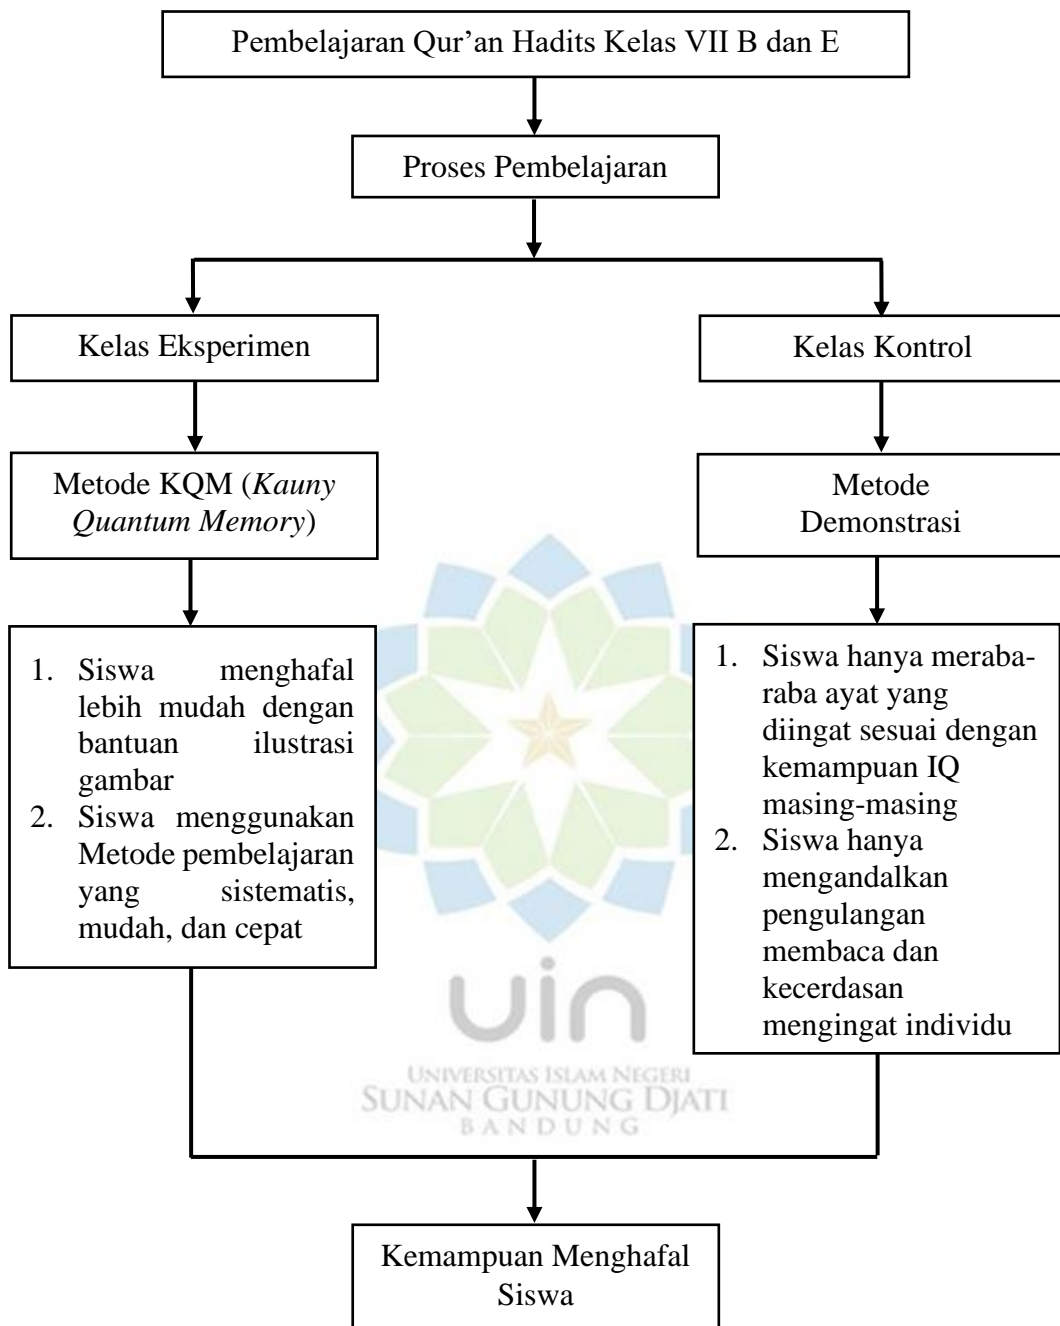 Pembelajaran Qur’an Hadits Kelas VII B dan E
Proses Pembelajaran
Kelas Eksperimen
Kelas Kontrol
Metode KQM (Kauny
Quantum Memory)
Metode
Demonstrasi
1. Siswa menghafal
lebih mudah dengan
bantuan ilustrasi
gambar
2. Siswa menggunakan
Metode pembelajaran
yang sistematis,
mudah, dan cepat
1. Siswa hanya meraba-
raba ayat yang
diingat sesuai dengan
kemampuan IQ
masing-masing
2. Siswa hanya
mengandalkan
pengulangan
membaca dan
kecerdasan
mengingat individu
uin
UNIVERSITAS ISLAM NEGERI
SUNAN GUNUNG DJATI
BANDUNG
Kemampuan Menghafal
Siswa